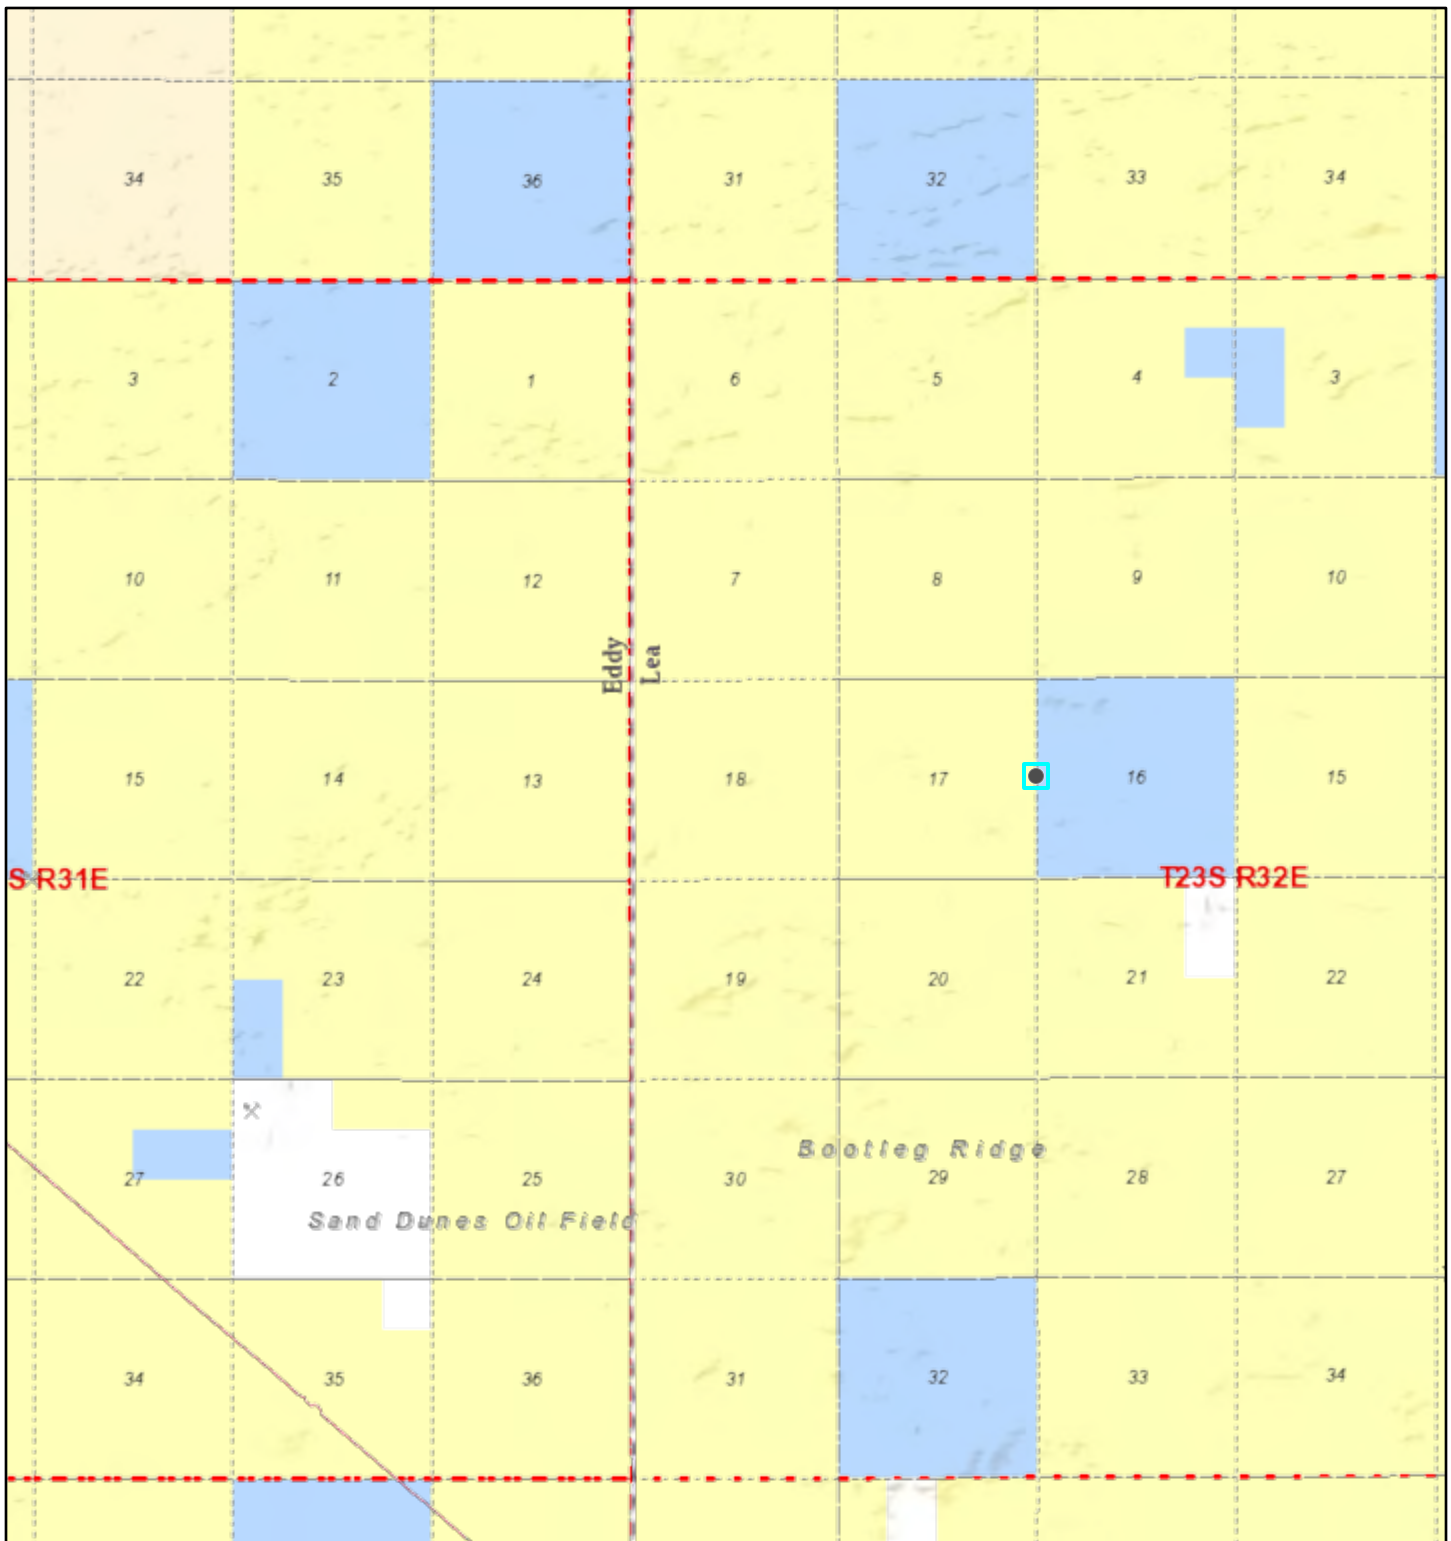 34 35 36 31 32 33 34
3 2 1 6 5 4 3
10 11 12 7 8 9 10
Eddy
Lea
15 14 13 18 17 16 15
S R31E
T23S R32E
22 23 24 19 20 21 22
Bootleg Ridge
27 26 25 30 29 28 27
Sand Dunes Oil Field
34 35 36 31 32 33 34